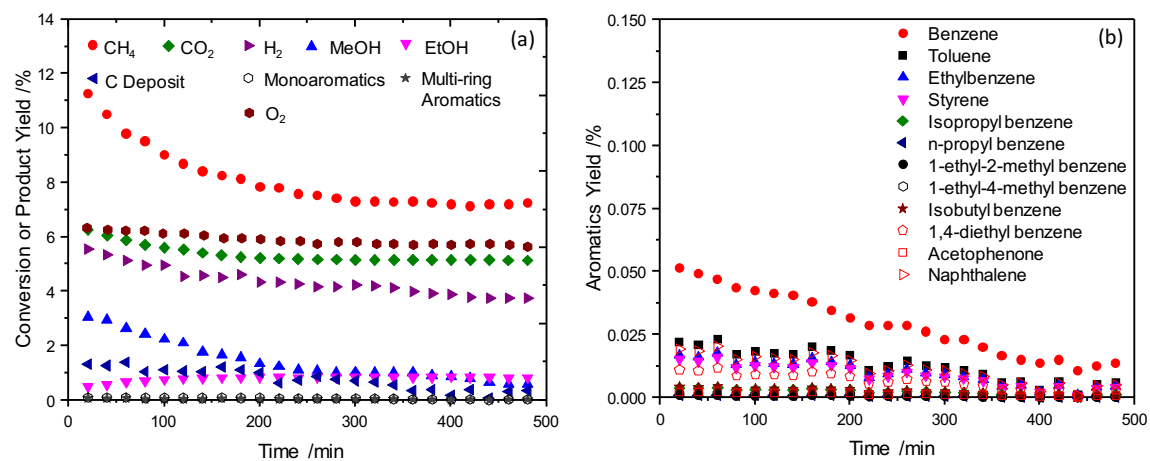 (a)
CH₄ CO₂ H₂ MeOH EtOH
C Deposit Monoaromatics Multi-ring
Aromatics
O₂
Conversion or Product Yield /%
14
12
10
8
6
4
2
0
0 100 200 300 400 500
Time /min
(b)
Benzene
Toluene
Ethylbenzene
Styrene
Isopropyl benzene
n-propyl benzene
1-ethyl-2-methyl benzene
1-ethyl-4-methyl benzene
Isobutyl benzene
1,4-diethyl benzene
Acetophenone
Naphthalene
Aromatics Yield /%
0.150
0.125
0.100
0.075
0.050
0.025
0.000
0 100 200 300 400 500
Time /min